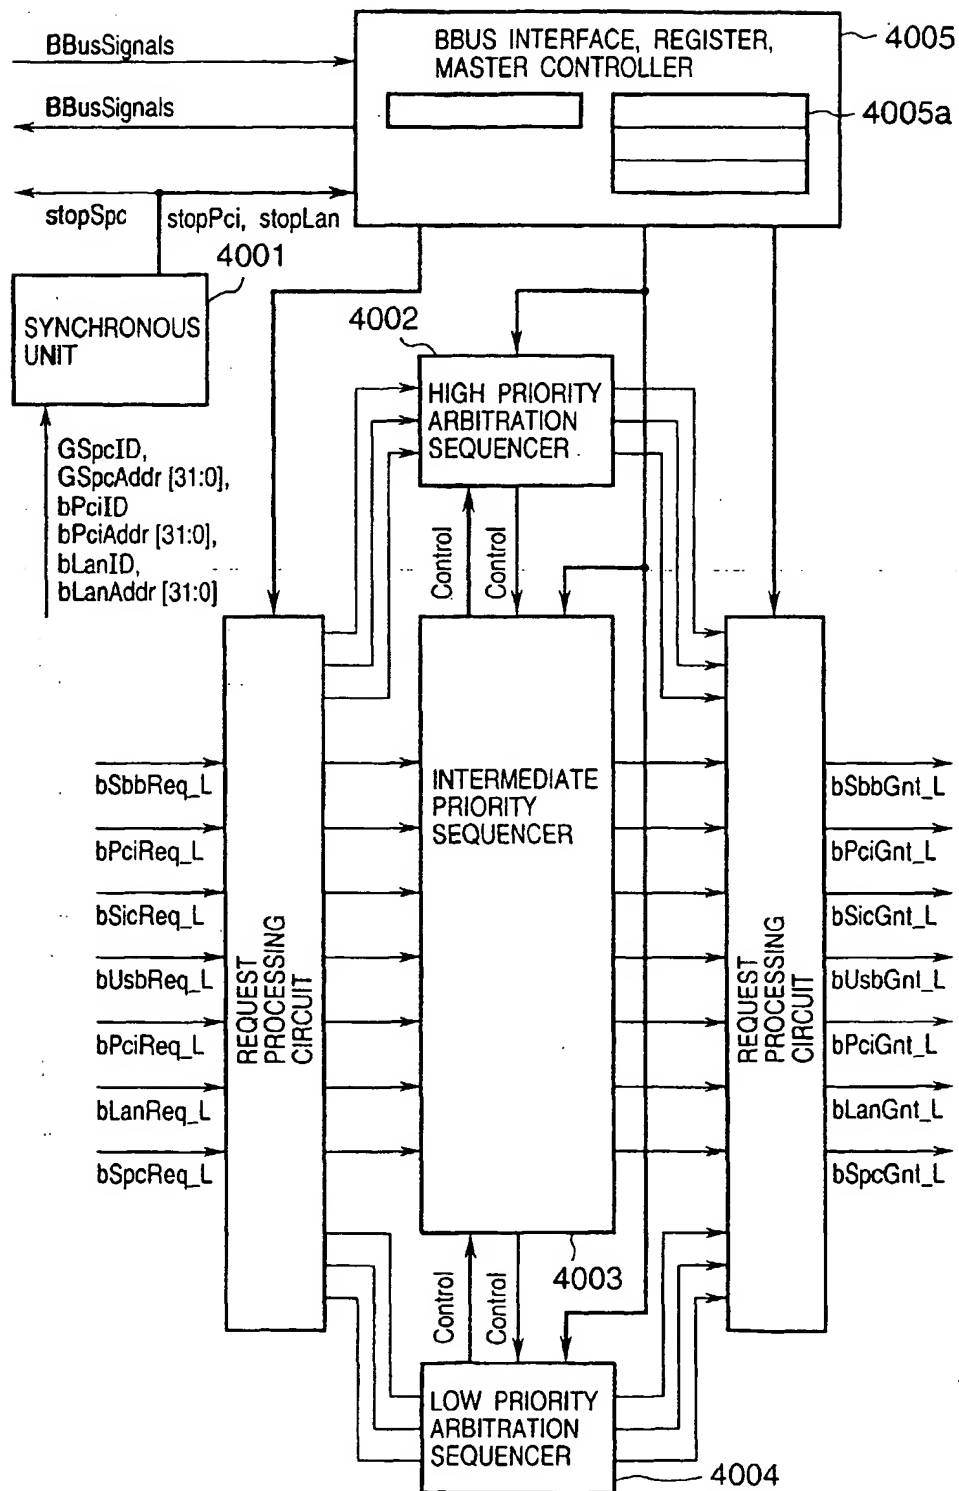 BBusSignals
BBusSignals
stopSpc
stopPci, stopLan
BBUS INTERFACE, REGISTER,
MASTER CONTROLLER
4005
4005a
4001
SYNCHRONOUS
UNIT
GSpcID,
GSpcAddr [31:0],
bPciID
bPciAddr [31:0],
bLanID,
bLanAddr [31:0]
4002
HIGH PRIORITY
ARBITRATION
SEQUENCER
Control
Control
bSbbReq_L
bPciReq_L
bSicReq_L
bUsbReq_L
bPciReq_L
bLanReq_L
bSpcReq_L
REQUEST
PROCESSING
CIRCUIT
INTERMEDIATE
PRIORITY
SEQUENCER
4003
REQUEST
PROCESSING
CIRCUIT
bSbbGnt_L
bPciGnt_L
bSicGnt_L
bUsbGnt_L
bPciGnt_L
bLanGnt_L
bSpcGnt_L
Control
Control
LOW PRIORITY
ARBITRATION
SEQUENCER
4004